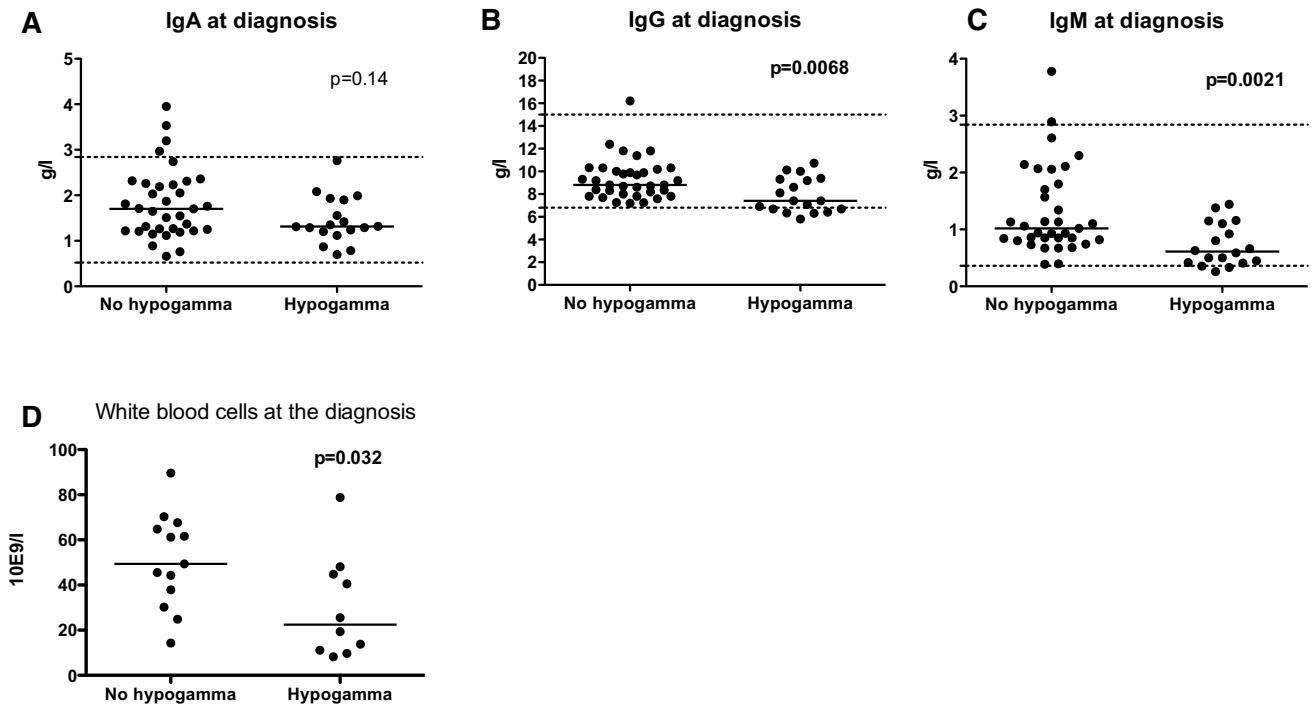 A
IgA at diagnosis
p=0.14
g/l
5
4
3
2
1
0
No hypogamma
Hypogamma
B
IgG at diagnosis
p=0.0068
g/l
20
18
16
14
12
10
8
6
4
2
0
No hypogamma
Hypogamma
C
IgM at diagnosis
p=0.0021
g/l
4
3
2
1
0
No hypogamma
Hypogamma
D
White blood cells at the diagnosis
p=0.032
10E9/l
100
80
60
40
20
0
No hypogamma
Hypogamma